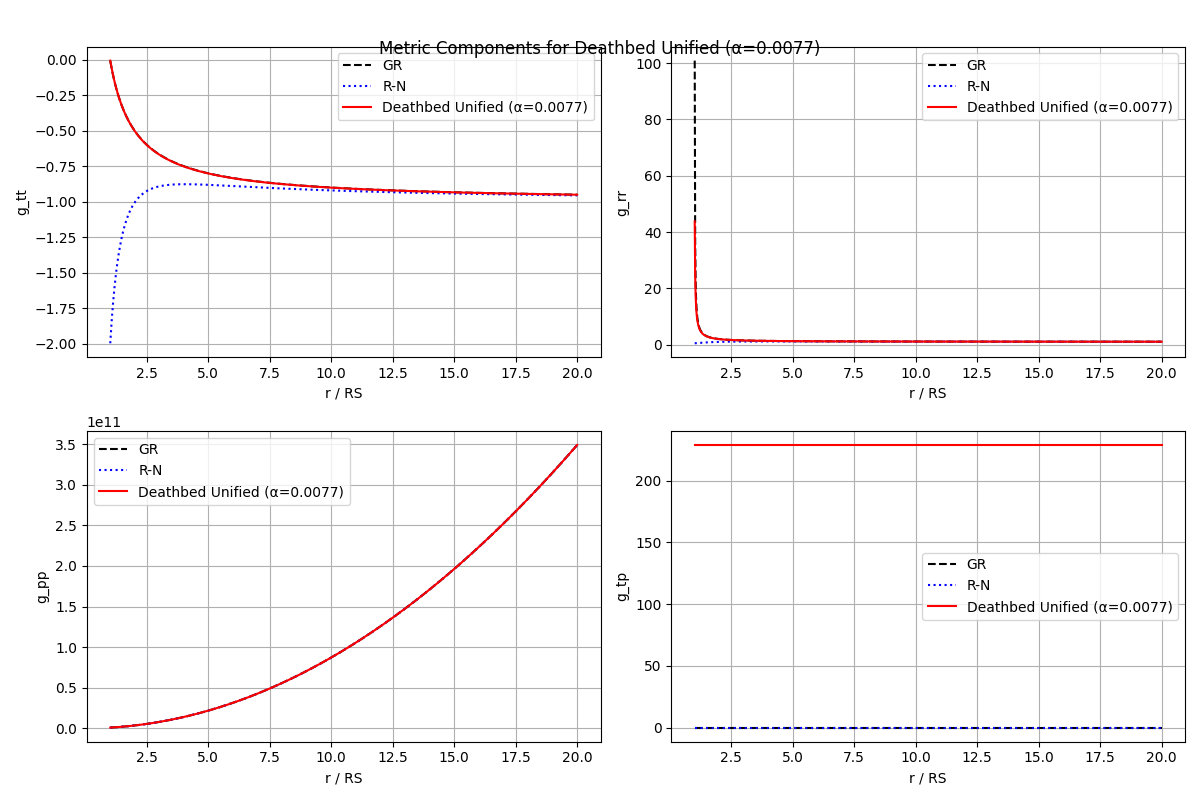 Metric Components for Deathbed Unified (α=0.0077)
0.00
−0.25
−0.50
−0.75
−1.00
−1.25
−1.50
−1.75
−2.00
g_tt
GR
R-N
Deathbed Unified (α=0.0077)
2.5 5.0 7.5 10.0 12.5 15.0 17.5 20.0
r / RS
100
80
60
40
20
0
g_rr
GR
R-N
Deathbed Unified (α=0.0077)
2.5 5.0 7.5 10.0 12.5 15.0 17.5 20.0
r / RS
1e11
3.5
3.0
2.5
2.0
1.5
1.0
0.5
0.0
g_pp
GR
R-N
Deathbed Unified (α=0.0077)
2.5 5.0 7.5 10.0 12.5 15.0 17.5 20.0
r / RS
200
150
100
50
0
g_tp
GR
R-N
Deathbed Unified (α=0.0077)
2.5 5.0 7.5 10.0 12.5 15.0 17.5 20.0
r / RS